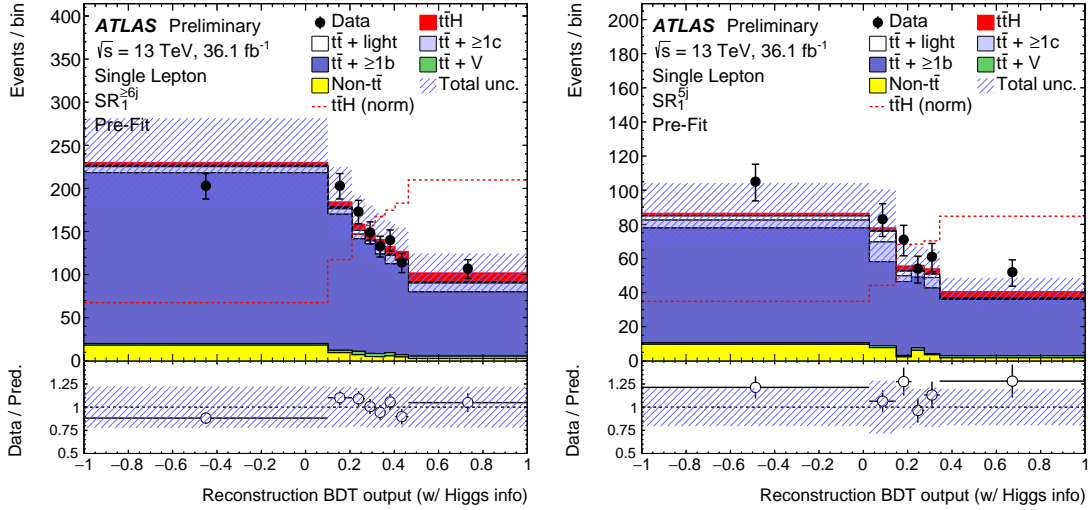 Events / bin
400
350
300
250
200
150
100
50
0
ATLAS Preliminary
√s = 13 TeV, 36.1 fb⁻¹
Single Lepton
SR₁^≥6j
Pre-Fit
Data
tt̄H
tt̄ + light
tt̄ + ≥1c
tt̄ + ≥1b
tt̄ + V
Non-tt̄
Total unc.
tt̄H (norm)
Data / Pred.
1.25
1
0.75
0.5
−1 −0.8 −0.6 −0.4 −0.2 0 0.2 0.4 0.6 0.8 1
Reconstruction BDT output (w/ Higgs info)
Events / bin
200
180
160
140
120
100
80
60
40
20
0
ATLAS Preliminary
√s = 13 TeV, 36.1 fb⁻¹
Single Lepton
SR₁^5j
Pre-Fit
Data
tt̄H
tt̄ + light
tt̄ + ≥1c
tt̄ + ≥1b
tt̄ + V
Non-tt̄
Total unc.
tt̄H (norm)
Data / Pred.
1.25
1
0.75
0.5
−1 −0.8 −0.6 −0.4 −0.2 0 0.2 0.4 0.6 0.8 1
Reconstruction BDT output (w/ Higgs info)